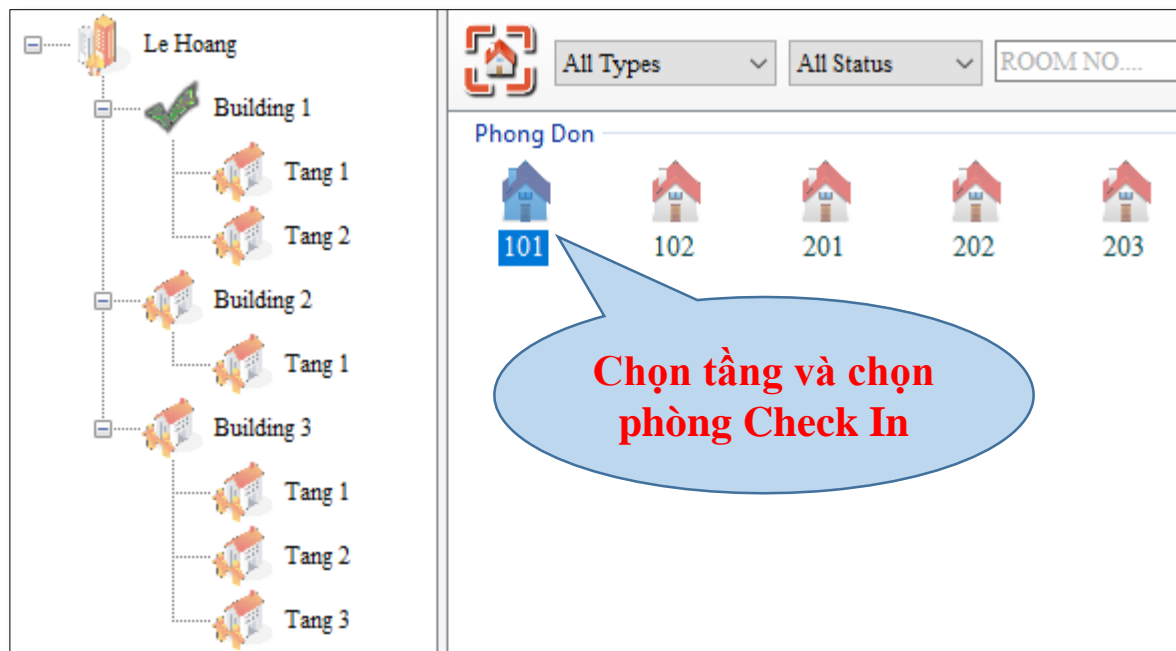 Le Hoang
Building 1
Tang 1
Tang 2
Building 2
Tang 1
Building 3
Tang 1
Tang 2
Tang 3
All Types
All Status
ROOM NO....
Phong Don
101
102
201
202
203
Chọn tầng và chọn
phòng Check In